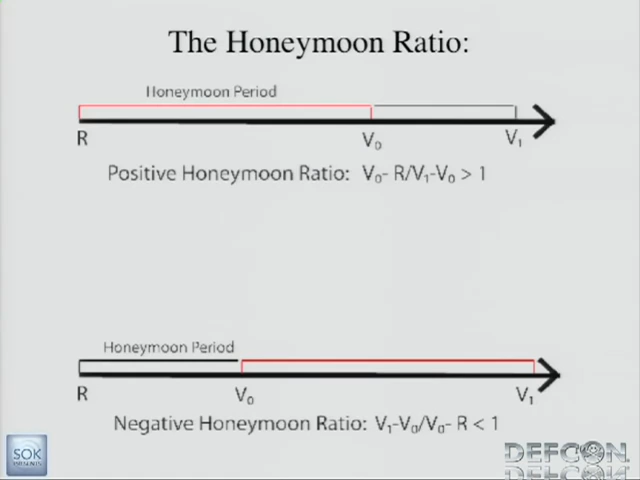 The Honeymoon Ratio:
Honeymoon Period
R V₀ V₁
Positive Honeymoon Ratio: V₀- R/V₁-V₀ > 1
Honeymoon Period
R V₀ V₁
Negative Honeymoon Ratio: V₁-V₀/V₀- R < 1
SOK
DEFCON